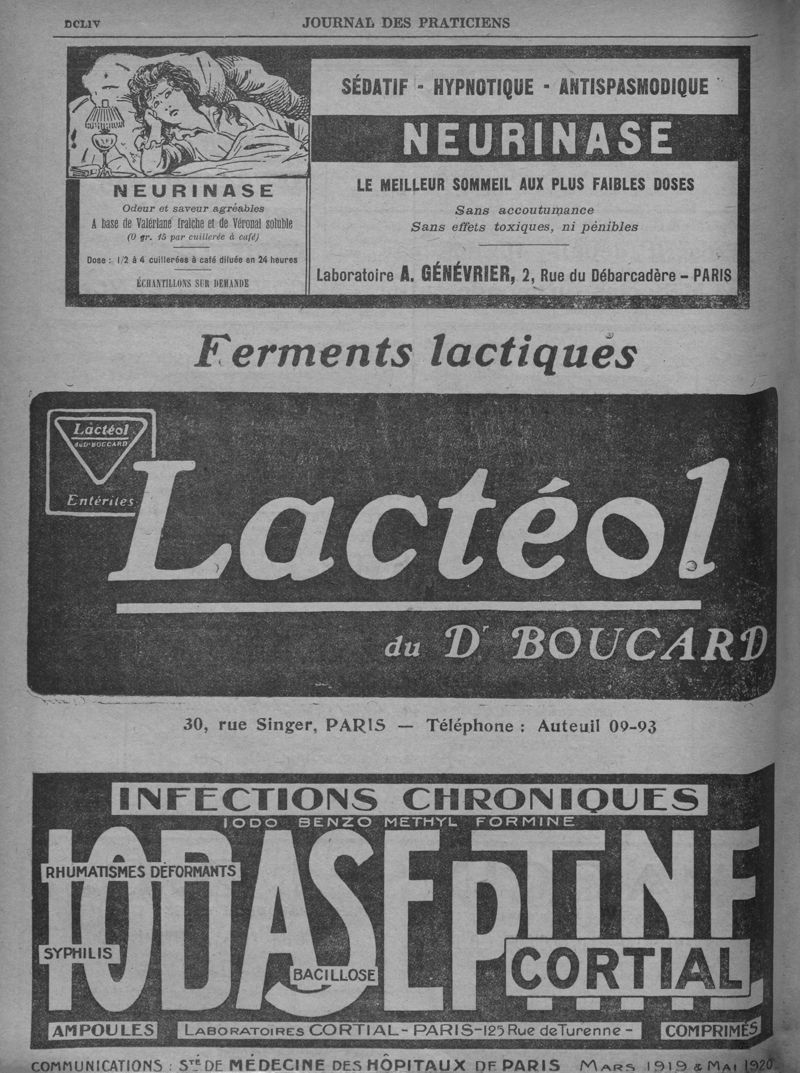 DCLIV
JOURNAL DES PRATICIENS
NEURINASE
Odeur et saveur agréables
A base de Valériane fraîche et de Véronal soluble
(0 gr. 15 par cuillerée à café)
Dose : 1/2 à 4 cuillerées à café diluée en 24 heures
ÉCHANTILLONS SUR DEMANDE
SÉDATIF - HYPNOTIQUE - ANTISPASMODIQUE
NEURINASE
LE MEILLEUR SOMMEIL AUX PLUS FAIBLES DOSES
Sans accoutumance
Sans effets toxiques, ni pénibles
Laboratoire A. GÉNÉVRIER, 2, Rue du Débarcadère - PARIS
Ferments lactiques
Lactéol
du Dr BOUCARD
Entérites
Lactéol
du Dr BOUCARD
30, rue Singer, PARIS — Téléphone : Auteuil 09-93
INFECTIONS CHRONIQUES
IODO BENZO METHYL FORMINE
IODASEPTINE
RHUMATISMES DÉFORMANTS
SYPHILIS
BACILLOSE
CORTIAL
AMPOULES
LABORATOIRES CORTIAL - PARIS - 125 Rue de Turenne -
COMPRIMÉS
COMMUNICATIONS : STÉ DE MÉDECINE DES HÔPITAUX DE PARIS MARS 1919 & MAI 1920